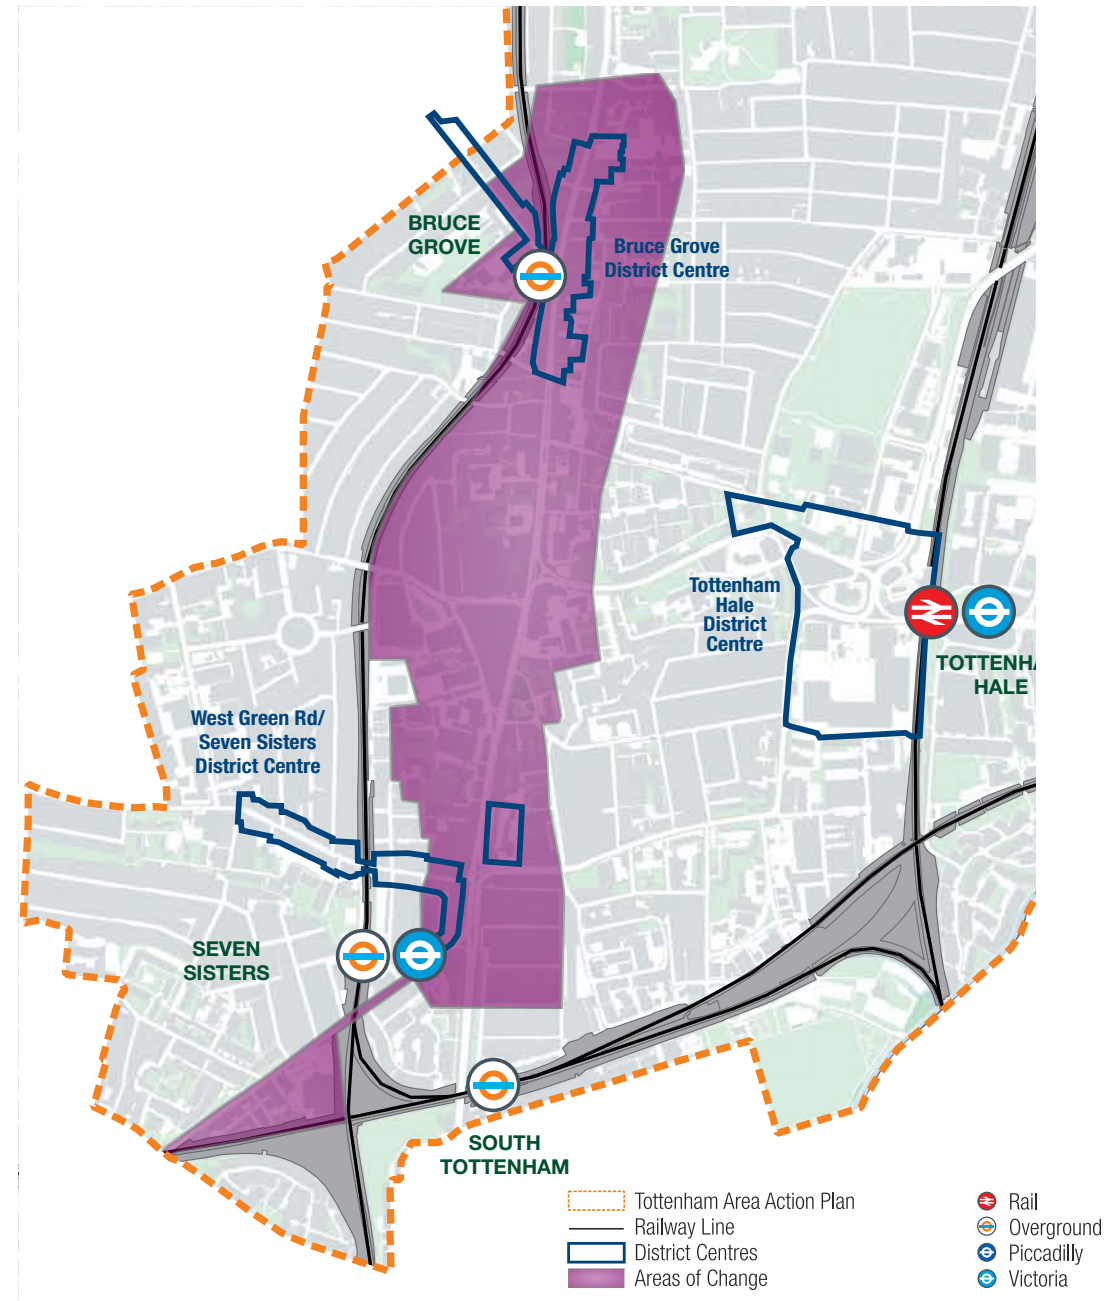 BRUCE
GROVE
Bruce Grove
District Centre
Tottenham
Hale
District
Centre
TOTTENHA
HALE
West Green Rd/
Seven Sisters
District Centre
SEVEN
SISTERS
SOUTH
TOTTENHAM
Tottenham Area Action Plan
Railway Line
District Centres
Areas of Change
Rail
Overground
Piccadilly
Victoria